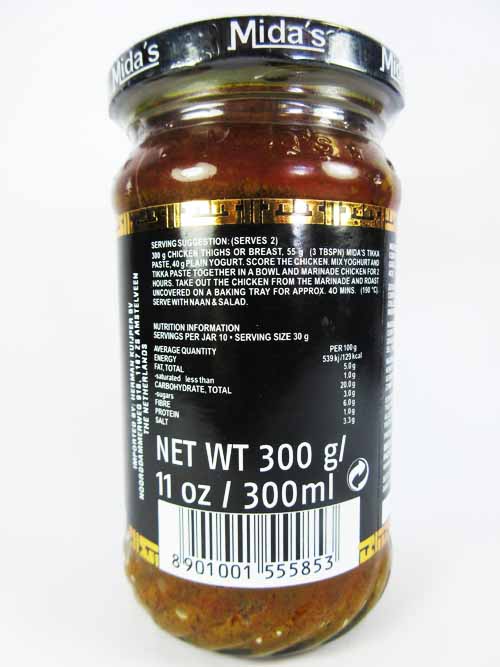 Mida's Mida's Mida's
SERVING SUGGESTION: (SERVES 2)
300 g CHICKEN THIGHS OR BREAST, 55 g (3 TBSPN) MIDA'S TIKKA
PASTE, 40 g PLAIN YOGURT. SCORE THE CHICKEN. MIX YOGHURT AND
TIKKA PASTE TOGETHER IN A BOWL AND MARINADE CHICKEN FOR 2
HOURS. TAKE OUT THE CHICKEN FROM THE MARINADE AND ROAST
UNCOVERED ON A BAKING TRAY FOR APPROX. 40 MINS. (190 °C)
SERVE WITH NAAN & SALAD.
NUTRITION INFORMATION
SERVINGS PER JAR 10 • SERVING SIZE 30 g
AVERAGE QUANTITY PER 100 g
ENERGY 539 kj/129 kcal
FAT, TOTAL 5.0 g
-saturated less than 1.0 g
CARBOHYDRATE, TOTAL 20.0 g
-sugars 3.0 g
FIBRE 6.0 g
PROTEIN 1.0 g
SALT 3.3 g
NET WT 300 g/
11 oz / 300ml
8 901001 555853
IMPORTED BY: HERMAN KUIJPER BV
NOORDDAMMERWEG 91B, 1187 ZS AMSTELVEEN
THE NETHERLANDS